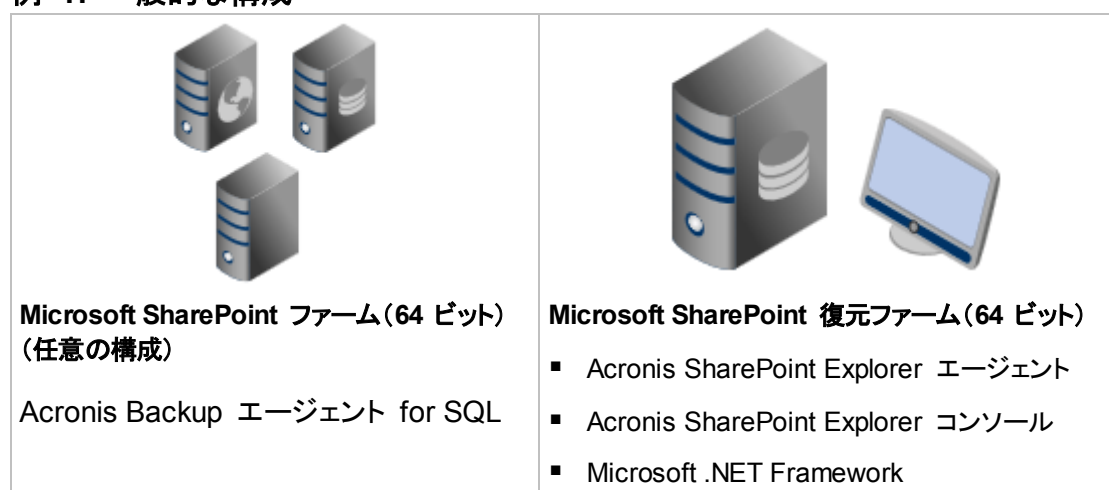 Microsoft SharePoint ファーム（64 ビット）
（任意の構成）
Acronis Backup エージェント for SQL
Microsoft SharePoint 復元ファーム（64 ビット）
■ Acronis SharePoint Explorer エージェント
■ Acronis SharePoint Explorer コンソール
■ Microsoft .NET Framework